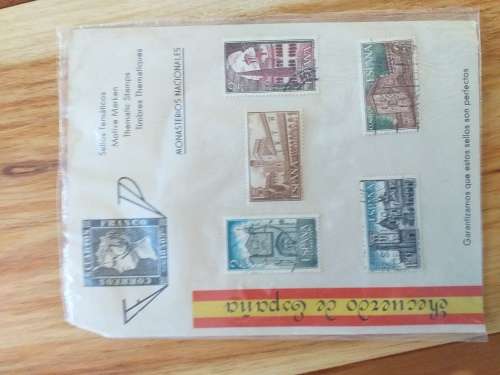 Sellos Temáticos
Motive Marken
Thematic Stamps
Timbres Thematiques
MONASTERIOS NACIONALES
FRANCO
CORREOS
ESPAÑA
ESPAÑA
ESPAÑA
ESPAÑA
ESPAÑA
Recuerdo de España
Garantizamos que estos sellos son perfectos